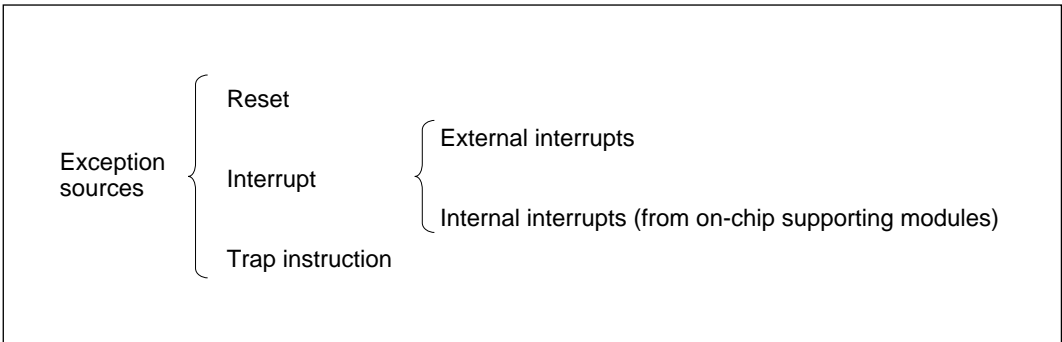 Exception
sources
Reset
Interrupt
Trap instruction
External interrupts
Internal interrupts (from on-chip supporting modules)